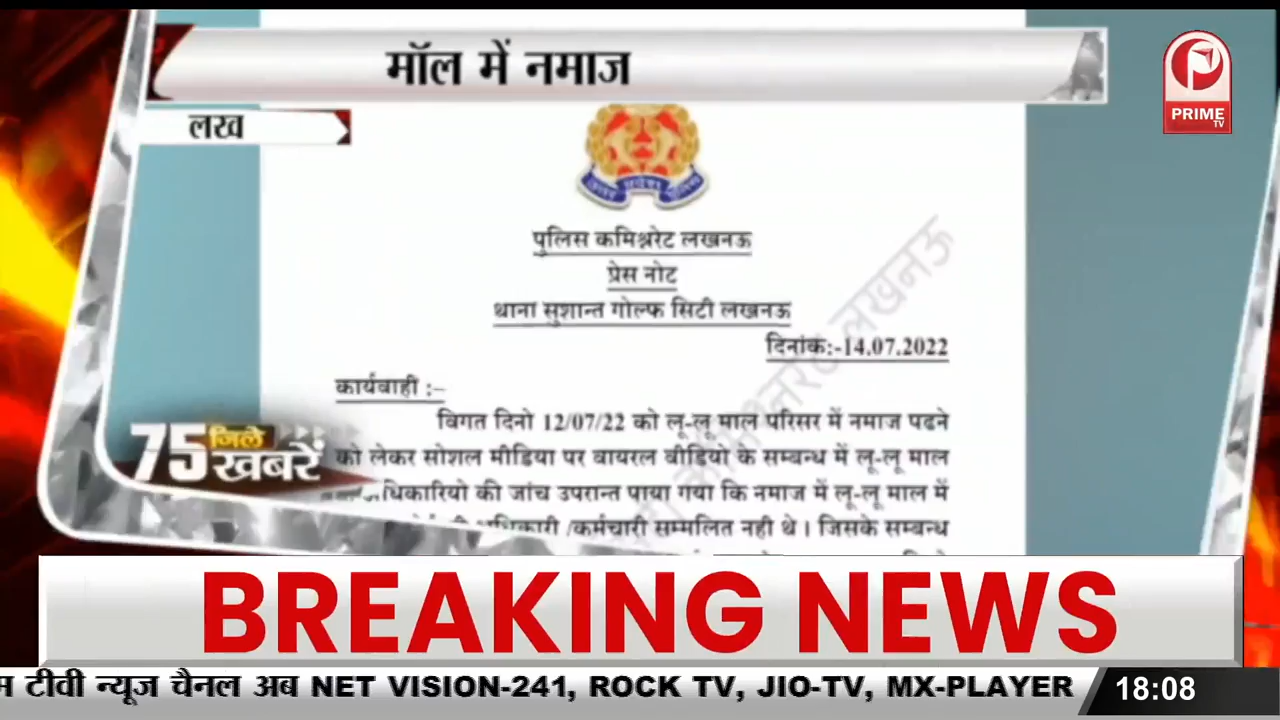 मॉल में नमाज
PRIME
TV
लख
पुलिस कमिश्नरेट लखनऊ
प्रेस नोट
थाना सुशान्त गोल्फ सिटी लखनऊ
दिनांक:-14.07.2022
कार्यवाही :–
विगत दिनो 12/07/22 को लू-लू माल परिसर में नमाज पढने
को लेकर सोशल मीडिया पर वायरल वीडियो के सम्बन्ध में लू-लू माल
की जांच उपरान्त पाया गया कि नमाज में लू-लू माल में
/कर्मचारी सम्मलित नही थे । जिसके सम्बन्ध
75 जिले
खबरें
BREAKING NEWS
टीवी न्यूज चैनल अब NET VISION-241, ROCK TV, JIO-TV, MX-PLAYER
18:08